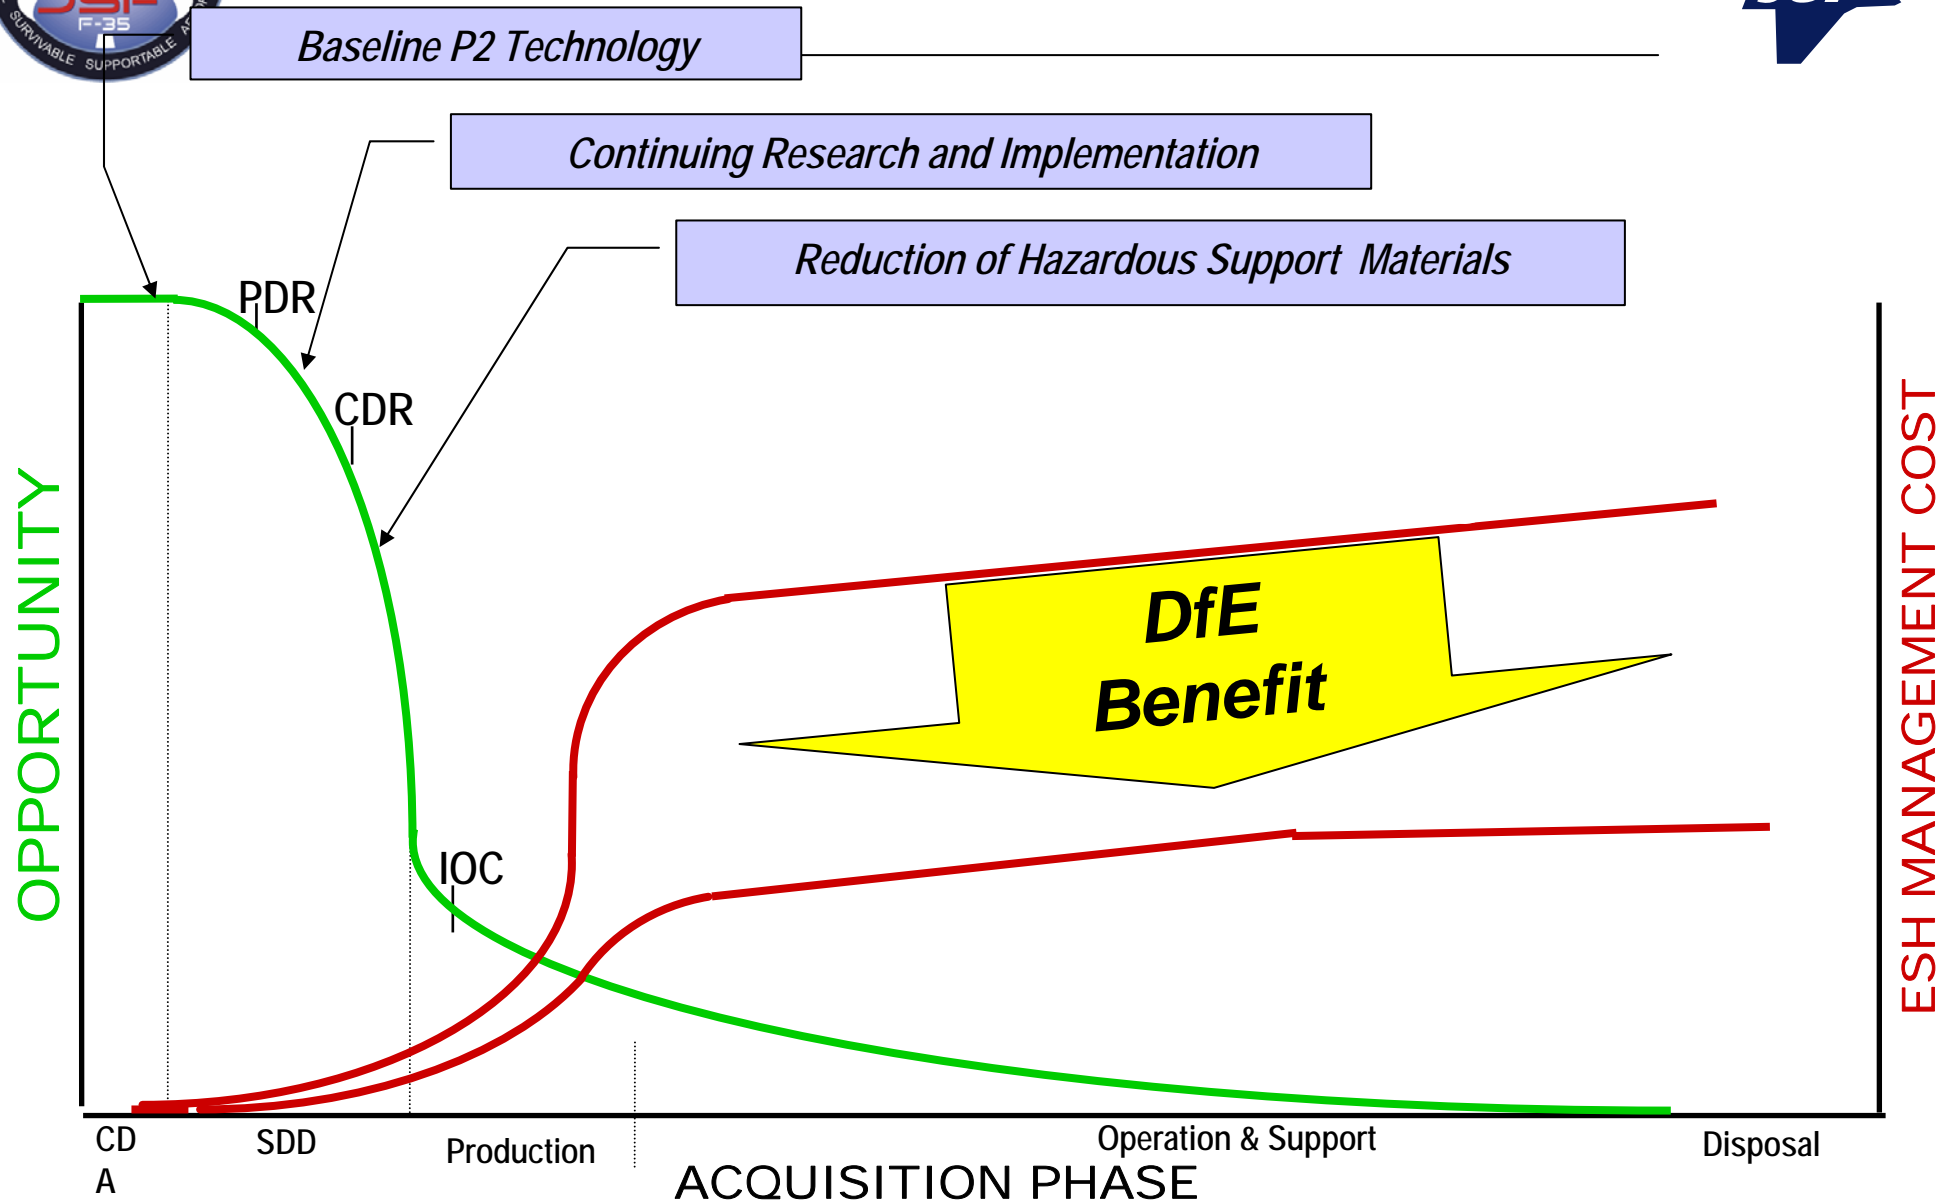 F-35
SURVIVABLE SUPPORTABLE
Baseline P2 Technology
Continuing Research and Implementation
Reduction of Hazardous Support Materials
PDR
CDR
IOC
OPPORTUNITY
ESH MANAGEMENT COST
DfE
Benefit
CD
A
SDD
Production
Operation & Support
Disposal
ACQUISITION PHASE